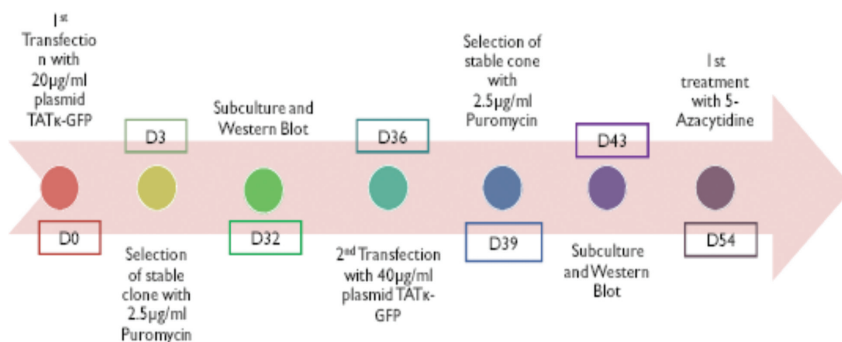 1st
Transfectio
n with
20µg/ml
plasmid
TATκ-GFP
D0
D3
Selection
of stable
clone with
2.5µg/ml
Puromycin
Subculture and
Western Blot
D32
D36
2nd Transfection
with 40µg/ml
plasmid TATκ-
GFP
Selection of
stable cone
with
2.5µg/ml
Puromycin
D39
D43
Subculture
and Western
Blot
1st
treatment
with 5-
Azacytidine
D54